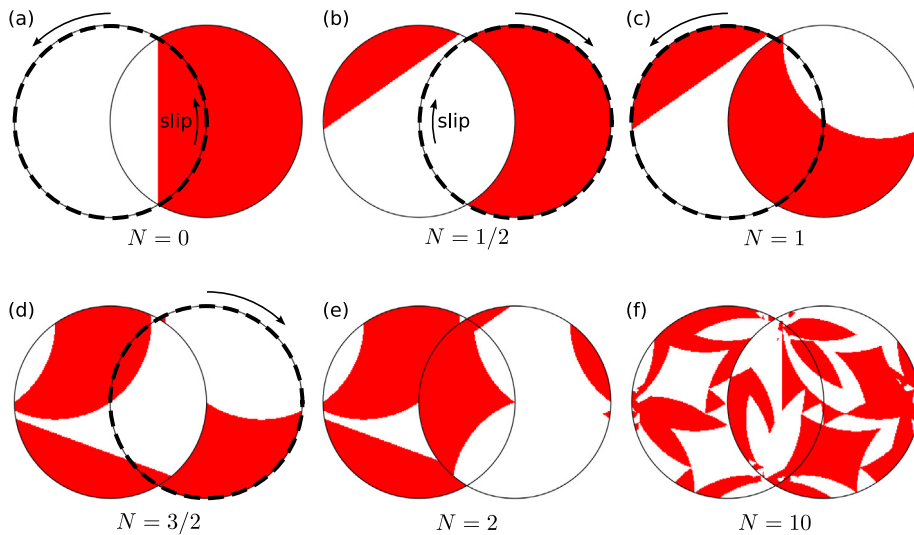 (a)
slip
N = 0
(b)
slip
N = 1/2
(c)
N = 1
(d)
N = 3/2
(e)
N = 2
(f)
N = 10